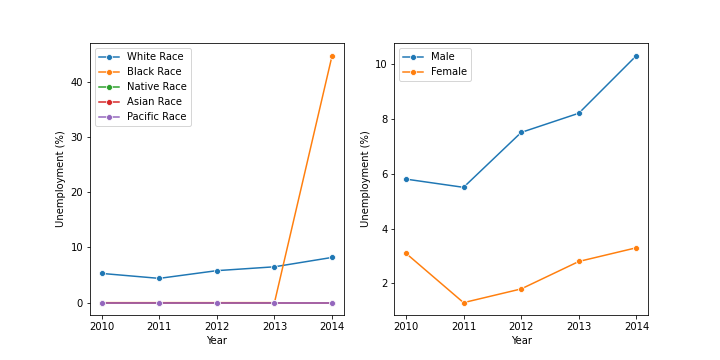 White Race
Black Race
Native Race
Asian Race
Pacific Race
40
30
20
10
0
Unemployment (%)
2010 2011 2012 2013 2014
Year
Male
Female
10
8
6
4
2
Unemployment (%)
2010 2011 2012 2013 2014
Year